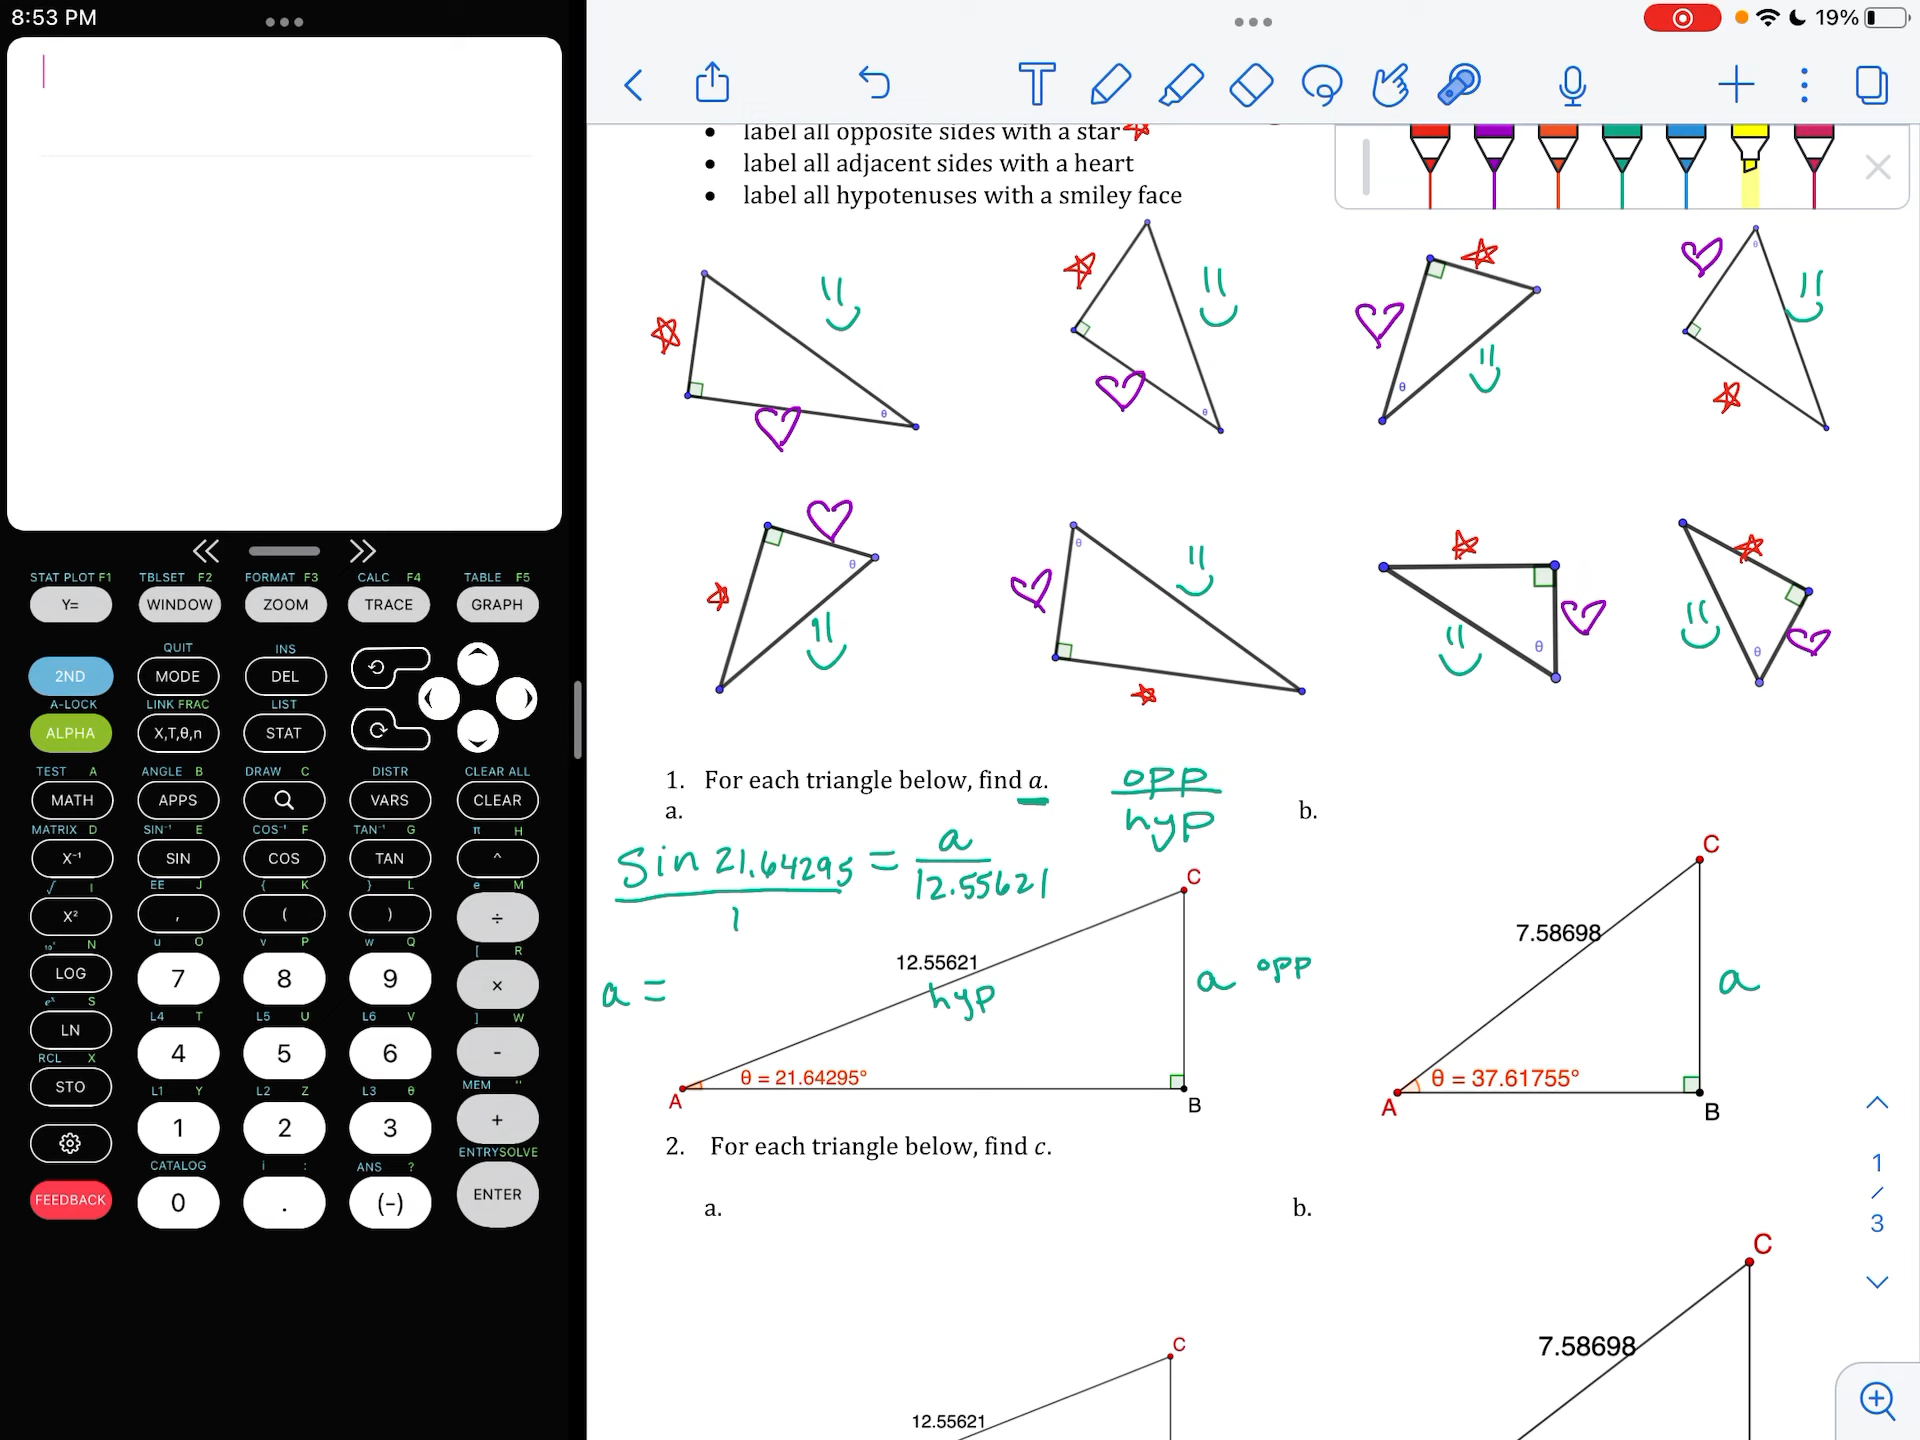 8:53 PM
19%
label all opposite sides with a star
label all adjacent sides with a heart
label all hypotenuses with a smiley face
θ
θ
θ
θ
θ
θ
θ
θ
1. For each triangle below, find a.
opp
hyp
a.
b.
sin 21.64295 = a
1
12.55621
a =
12.55621
hyp
a opp
C
θ = 21.64295°
A
B
C
7.58698
a
θ = 37.61755°
A
B
2. For each triangle below, find c.
a.
b.
C
12.55621
C
7.58698
1
/
3
STAT PLOT F1 TBLSET F2 FORMAT F3 CALC F4 TABLE F5
Y= WINDOW ZOOM TRACE GRAPH
QUIT INS
2ND MODE DEL
A-LOCK LINK FRAC LIST
ALPHA X,T,θ,n STAT
TEST A ANGLE B DRAW C DISTR CLEAR ALL
MATH APPS VARS CLEAR
MATRIX D SIN⁻¹ E COS⁻¹ F TAN⁻¹ G π H
X⁻¹ SIN COS TAN ^
√ I EE J { K } L e M
X² , ( ) ÷
10ˣ N u O v P w Q [ R
LOG 7 8 9 ×
eˣ S L4 T L5 U L6 V ] W
LN 4 5 6 -
RCL X L1 Y L2 Z L3 θ MEM "
STO 1 2 3 +
CATALOG i : ANS ? ENTRY SOLVE
FEEDBACK 0 . (-) ENTER